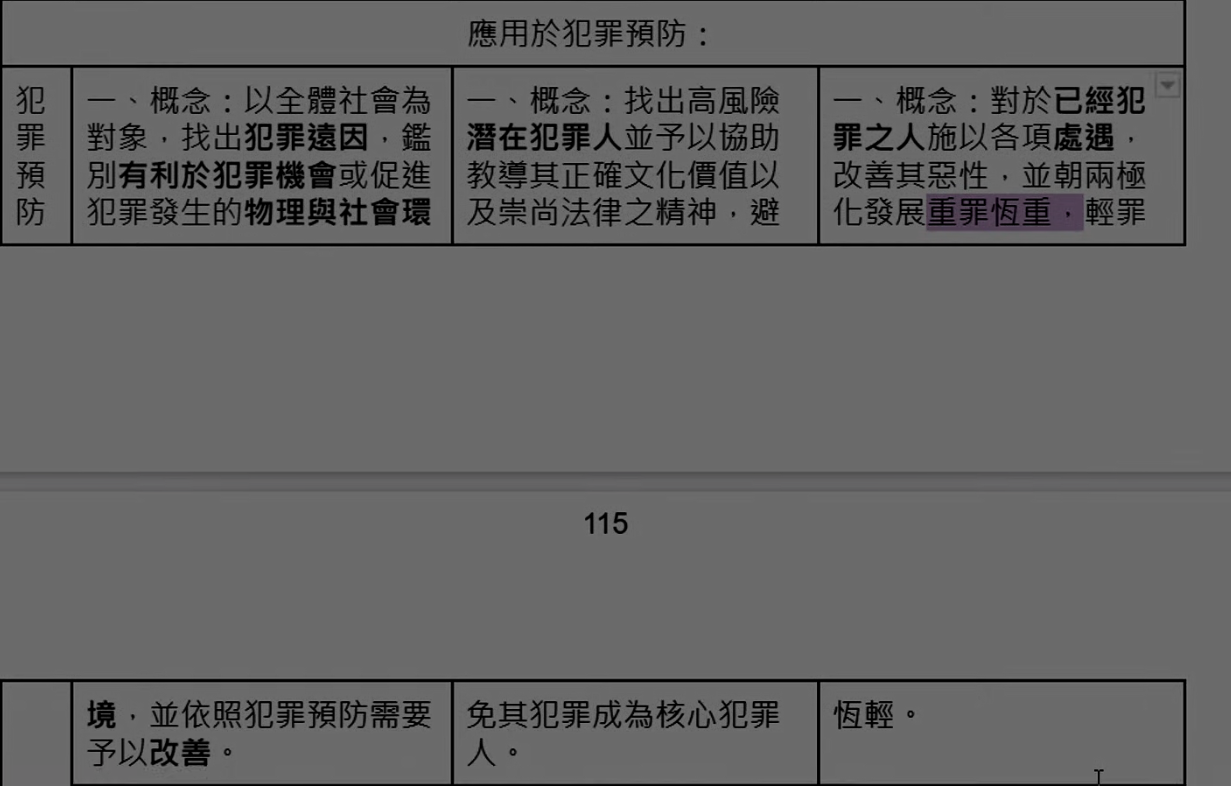 應用於犯罪預防：
犯
罪
預
防
一、概念：以全體社會為
對象，找出犯罪遠因，鑑
別有利於犯罪機會或促進
犯罪發生的物理與社會環
一、概念：找出高風險
潛在犯罪人並予以協助
教導其正確文化價值以
及崇尚法律之精神，避
一、概念：對於已經犯
罪之人施以各項處遇，
改善其惡性，並朝兩極
化發展重罪恆重，輕罪
115
境，並依照犯罪預防需要
予以改善。
免其犯罪成為核心犯罪
人。
恆輕。